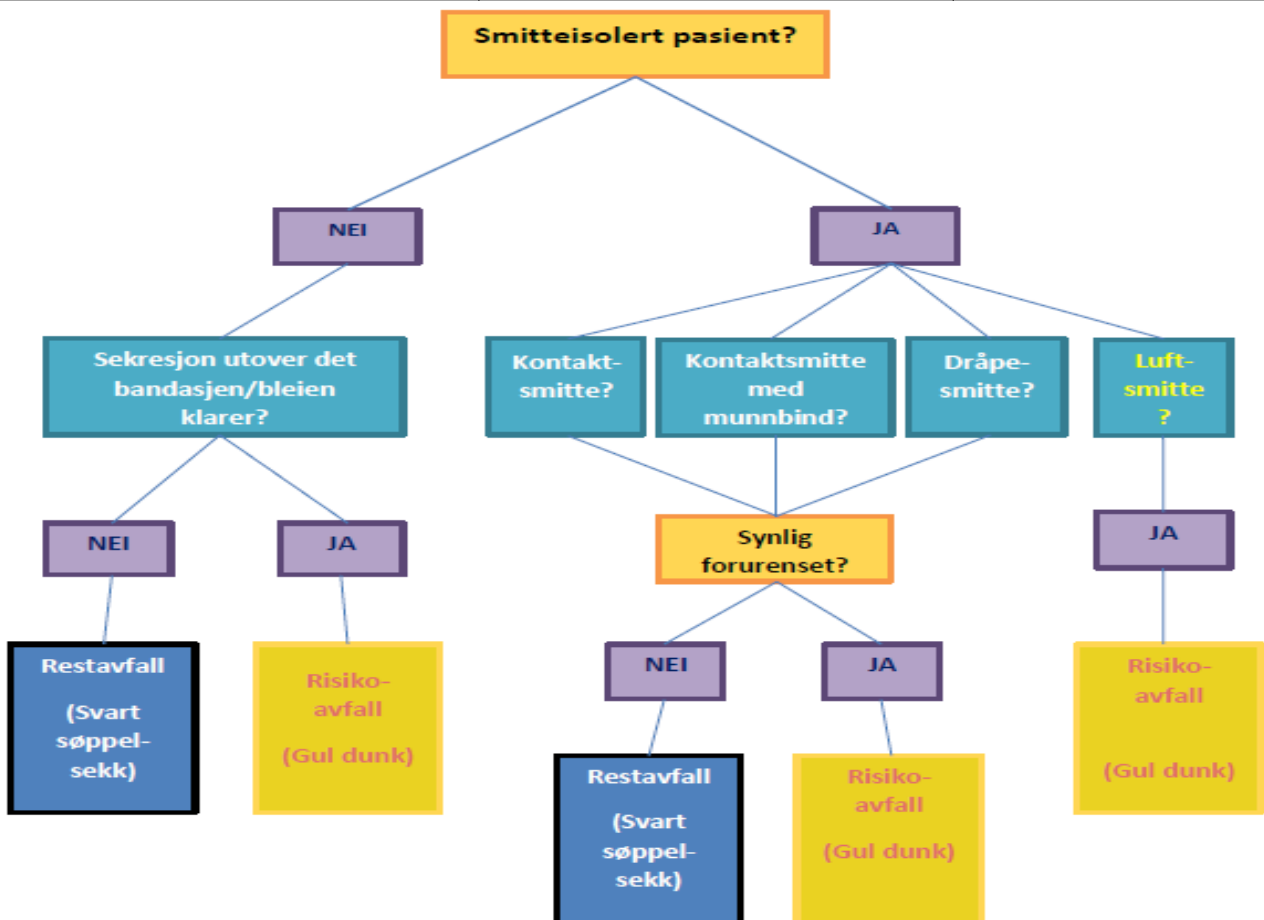 Smitteisolert pasient?
NEI
JA
Sekresjon utover det
bandasjen/bleien
klarer?
Kontakt-
smitte?
Kontaktsmitte
med
munnbind?
Dråpe-
smitte?
Luft-
smitte
?
NEI
JA
Synlig
forurenset?
JA
Restavfall
(Svart
søppel-
sekk)
Risiko-
avfall
(Gul dunk)
NEI
JA
Risiko-
avfall
(Gul dunk)
Restavfall
(Svart
søppel-
sekk)
Risiko-
avfall
(Gul dunk)